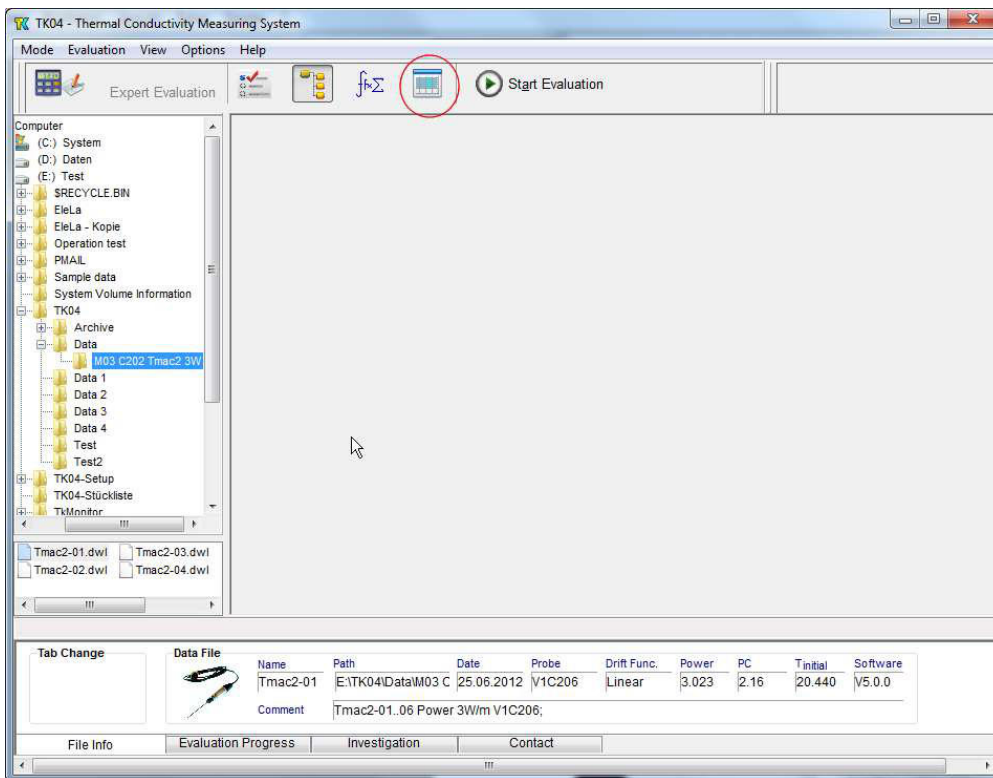 TK04 - Thermal Conductivity Measuring System
Mode Evaluation View Options Help
Expert Evaluation Start Evaluation
Computer
(C:) System
(D:) Daten
(E:) Test
$RECYCLE.BIN
EleLa
EleLa - Kopie
Operation test
PMAIL
Sample data
System Volume Information
TK04
Archive
Data
M03 C202 Tmac2 3W
Data 1
Data 2
Data 3
Data 4
Test
Test2
TK04-Setup
TK04-Stückliste
TkMonitor
Tmac2-01.dwl Tmac2-03.dwl
Tmac2-02.dwl Tmac2-04.dwl
Tab Change Data File
Name Path Date Probe Drift Func. Power PC Tinitial Software
Tmac2-01 E:\TK04\Data\M03 C 25.06.2012 V1C206 Linear 3.023 2.16 20.440 V5.0.0
Comment Tmac2-01..06 Power 3W/m V1C206;
File Info Evaluation Progress Investigation Contact